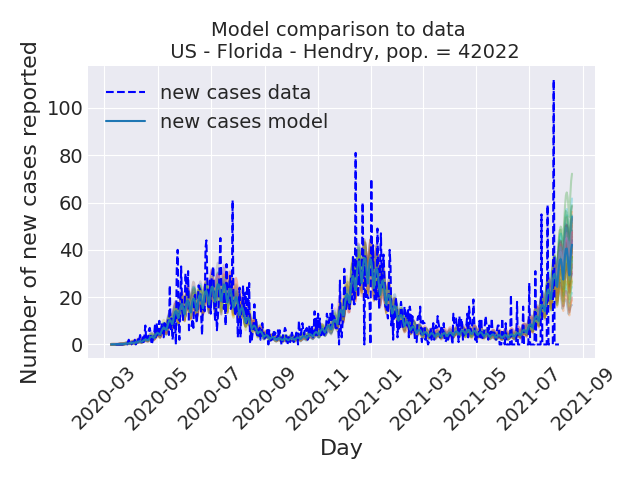 Model comparison to data
US - Florida - Hendry, pop. = 42022
Number of new cases reported
new cases data
new cases model
100
80
60
40
20
0
2020-03
2020-05
2020-07
2020-09
2020-11
2021-01
2021-03
2021-05
2021-07
2021-09
Day